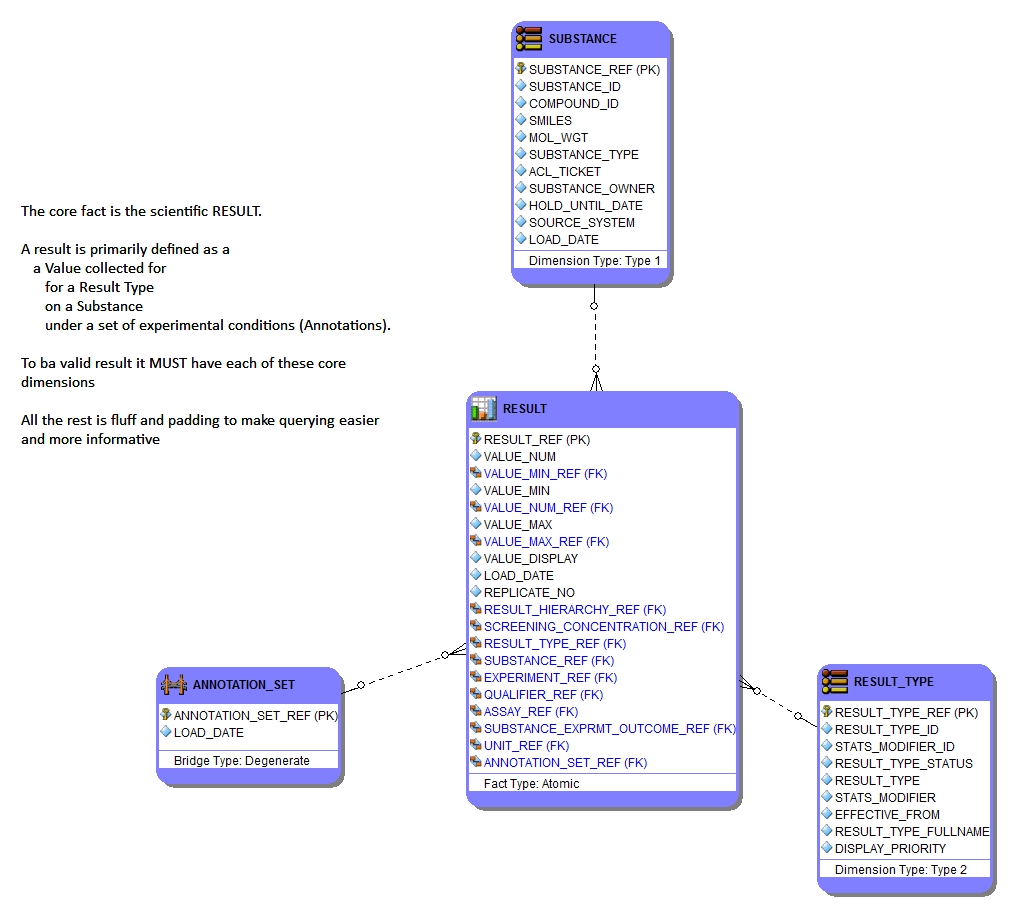 SUBSTANCE
SUBSTANCE_REF (PK)
SUBSTANCE_ID
COMPOUND_ID
SMILES
MOL_WGT
SUBSTANCE_TYPE
ACL_TICKET
SUBSTANCE_OWNER
HOLD_UNTIL_DATE
SOURCE_SYSTEM
LOAD_DATE
Dimension Type: Type 1
The core fact is the scientific RESULT.
A result is primarily defined as a
a Value collected for
for a Result Type
on a Substance
under a set of experimental conditions (Annotations).
To ba valid result it MUST have each of these core
dimensions
All the rest is fluff and padding to make querying easier
and more informative
RESULT
RESULT_REF (PK)
VALUE_NUM
VALUE_MIN_REF (FK)
VALUE_MIN
VALUE_NUM_REF (FK)
VALUE_MAX
VALUE_MAX_REF (FK)
VALUE_DISPLAY
LOAD_DATE
REPLICATE_NO
RESULT_HIERARCHY_REF (FK)
SCREENING_CONCENTRATION_REF (FK)
RESULT_TYPE_REF (FK)
SUBSTANCE_REF (FK)
EXPERIMENT_REF (FK)
QUALIFIER_REF (FK)
ASSAY_REF (FK)
SUBSTANCE_EXPRMT_OUTCOME_REF (FK)
UNIT_REF (FK)
ANNOTATION_SET_REF (FK)
Fact Type: Atomic
ANNOTATION_SET
ANNOTATION_SET_REF (PK)
LOAD_DATE
Bridge Type: Degenerate
RESULT_TYPE
RESULT_TYPE_REF (PK)
RESULT_TYPE_ID
STATS_MODIFIER_ID
RESULT_TYPE_STATUS
RESULT_TYPE
STATS_MODIFIER
EFFECTIVE_FROM
RESULT_TYPE_FULLNAME
DISPLAY_PRIORITY
Dimension Type: Type 2